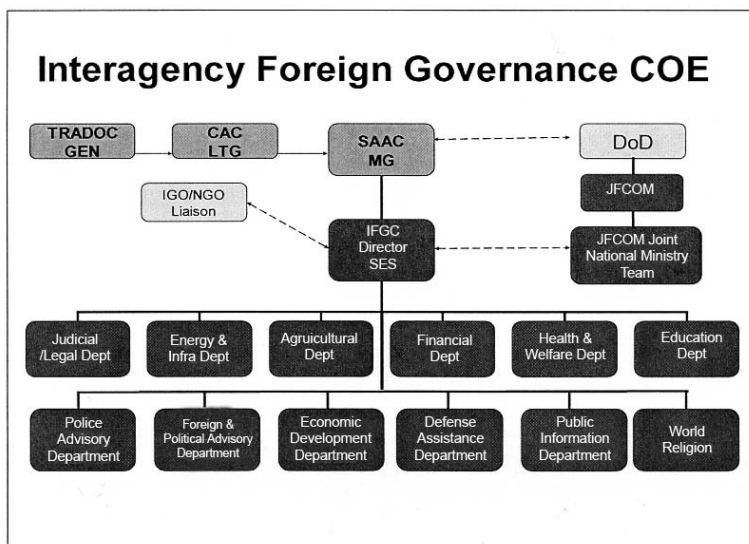 Interagency Foreign Governance COE
TRADOC
GEN
CAC
LTG
SAAC
MG
DoD
IGO/NGO
Liaison
JFCOM
IFGC
Director
SES
JFCOM Joint
National Ministry
Team
Judicial
/Legal Dept
Energy &
Infra Dept
Agruicultural
Dept
Financial
Dept
Health &
Welfare Dept
Education
Dept
Police
Advisory
Department
Foreign &
Political Advisory
Department
Economic
Development
Department
Defense
Assistance
Department
Public
Information
Department
World
Religion